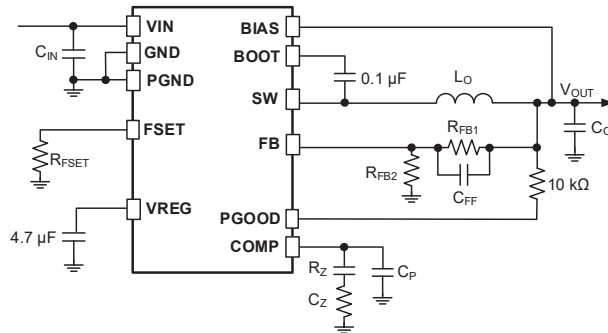 VIN
GND
PGND
FSET
VREG
BIAS
BOOT
SW
FB
PGOOD
COMP
CIN
RFSET
4.7 µF
0.1 µF
LO
VOUT
RFB1
RFB2
CFF
10 kΩ
RZ
CZ
CP